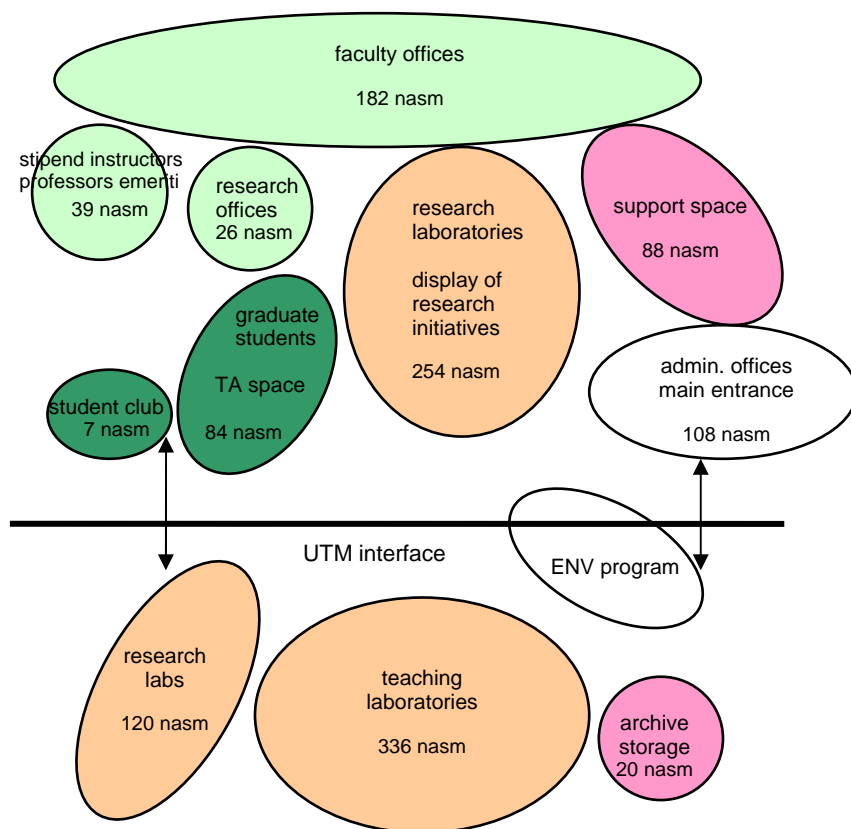 faculty offices
182 nasm
stipend instructors
professors emeriti
39 nasm
research
offices
26 nasm
research
laboratories
display of
research
initiatives
254 nasm
support space
88 nasm
graduate
students
TA space
84 nasm
student club
7 nasm
admin. offices
main entrance
108 nasm
UTM interface
ENV program
research
labs
120 nasm
teaching
laboratories
336 nasm
archive
storage
20 nasm